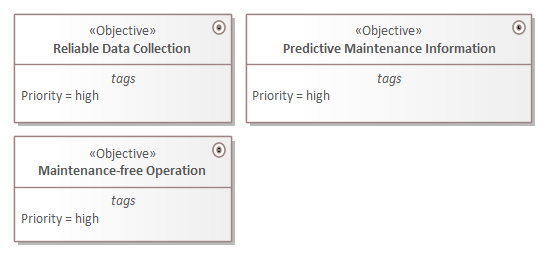 «Objective»
Reliable Data Collection
tags
Priority = high
«Objective»
Predictive Maintenance Information
tags
Priority = high
«Objective»
Maintenance-free Operation
tags
Priority = high